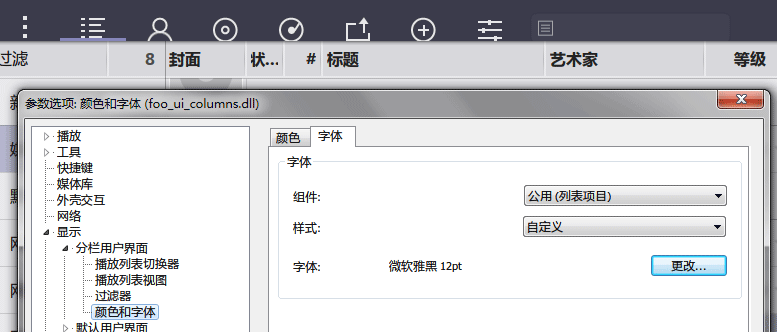 过滤 8 封面 状... # 标题 艺术家 等级
参数选项: 颜色和字体 (foo_ui_columns.dll)
播放
工具
快捷键
媒体库
外壳交互
网络
显示
分栏用户界面
播放列表切换器
播放列表视图
过滤器
颜色和字体
默认用户界面
颜色 字体
字体
组件: 公用 (列表项目)
样式: 自定义
字体: 微软雅黑 12pt 更改...